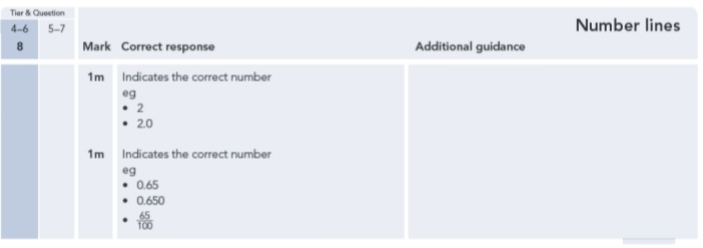 Tier & Question
4–6 5–7
8
Number lines
Mark Correct response Additional guidance
1m Indicates the correct number
eg
• 2
• 2.0
1m Indicates the correct number
eg
• 0.65
• 0.650
• 65/100